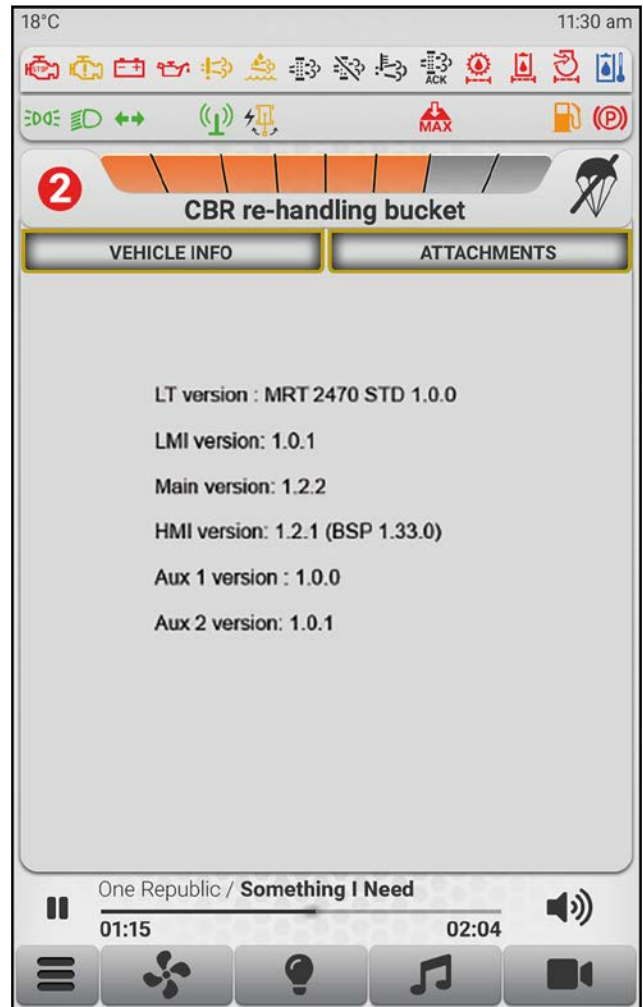 18°C 11:30 am
STOP
ACK
MAX
P
2
CBR re-handling bucket
VEHICLE INFO ATTACHMENTS
LT version : MRT 2470 STD 1.0.0
LMI version: 1.0.1
Main version: 1.2.2
HMI version: 1.2.1 (BSP 1.33.0)
Aux 1 version : 1.0.0
Aux 2 version: 1.0.1
One Republic / Something I Need
01:15 02:04